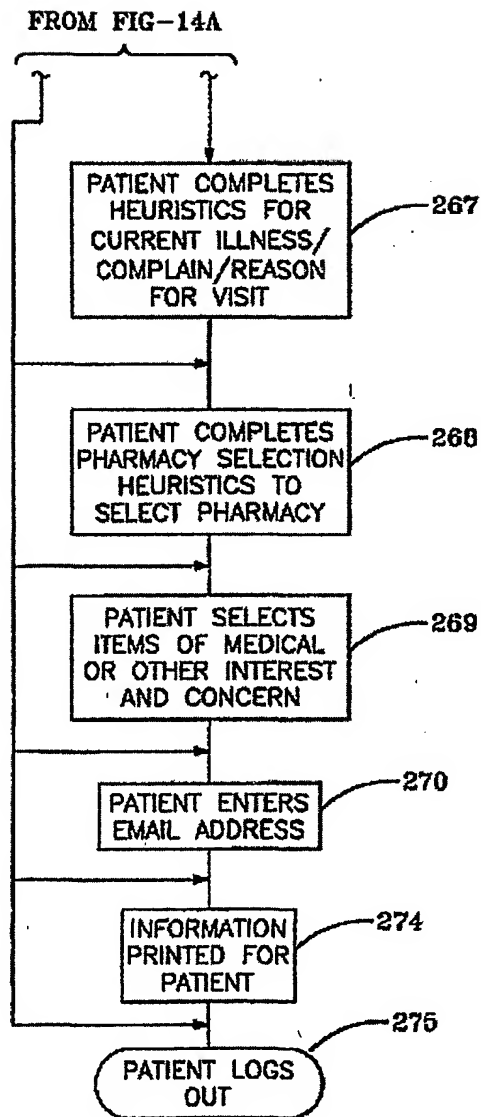 FROM FIG-14A
PATIENT COMPLETES
HEURISTICS FOR
CURRENT ILLNESS/
COMPLAIN/REASON
FOR VISIT
267
PATIENT COMPLETES
PHARMACY SELECTION
HEURISTICS TO
SELECT PHARMACY
268
PATIENT SELECTS
ITEMS OF MEDICAL
OR OTHER INTEREST
AND CONCERN
269
PATIENT ENTERS
EMAIL ADDRESS
270
INFORMATION
PRINTED FOR
PATIENT
274
PATIENT LOGS
OUT
275